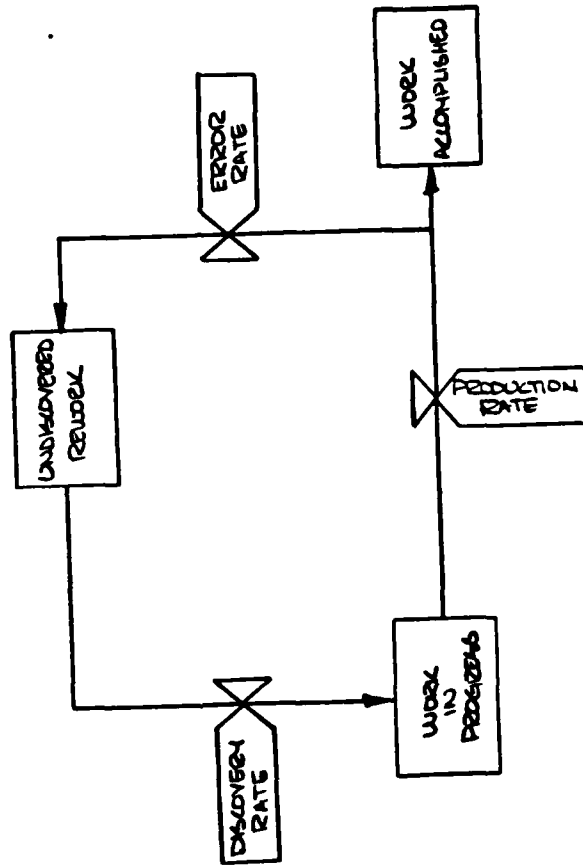 UNDISCOVERED
REWORK
ERROR
RATE
DISCOVERY
RATE
WORK
IN
PROGRESS
PRODUCTION
RATE
WORK
ACCOMPLISHED